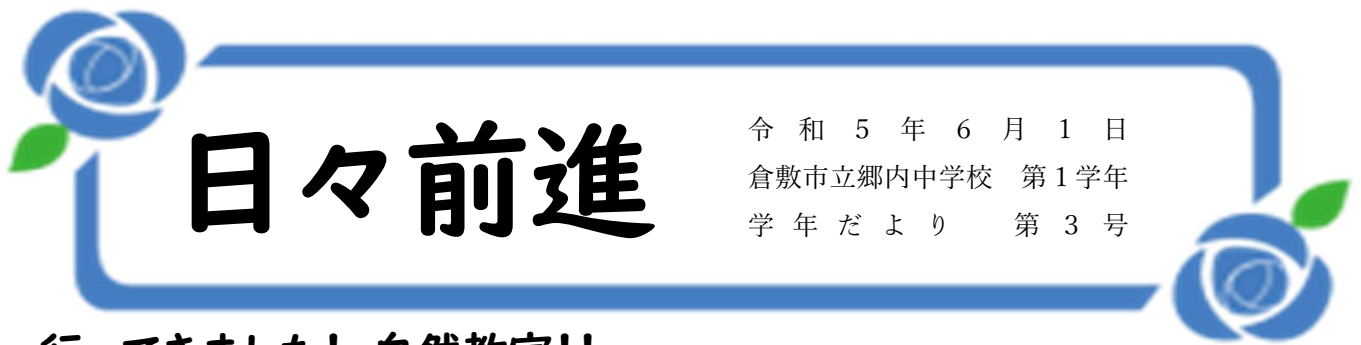 日々前進
令和5年6月1日
倉敷市立郷内中学校　第1学年
学年だより　第3号